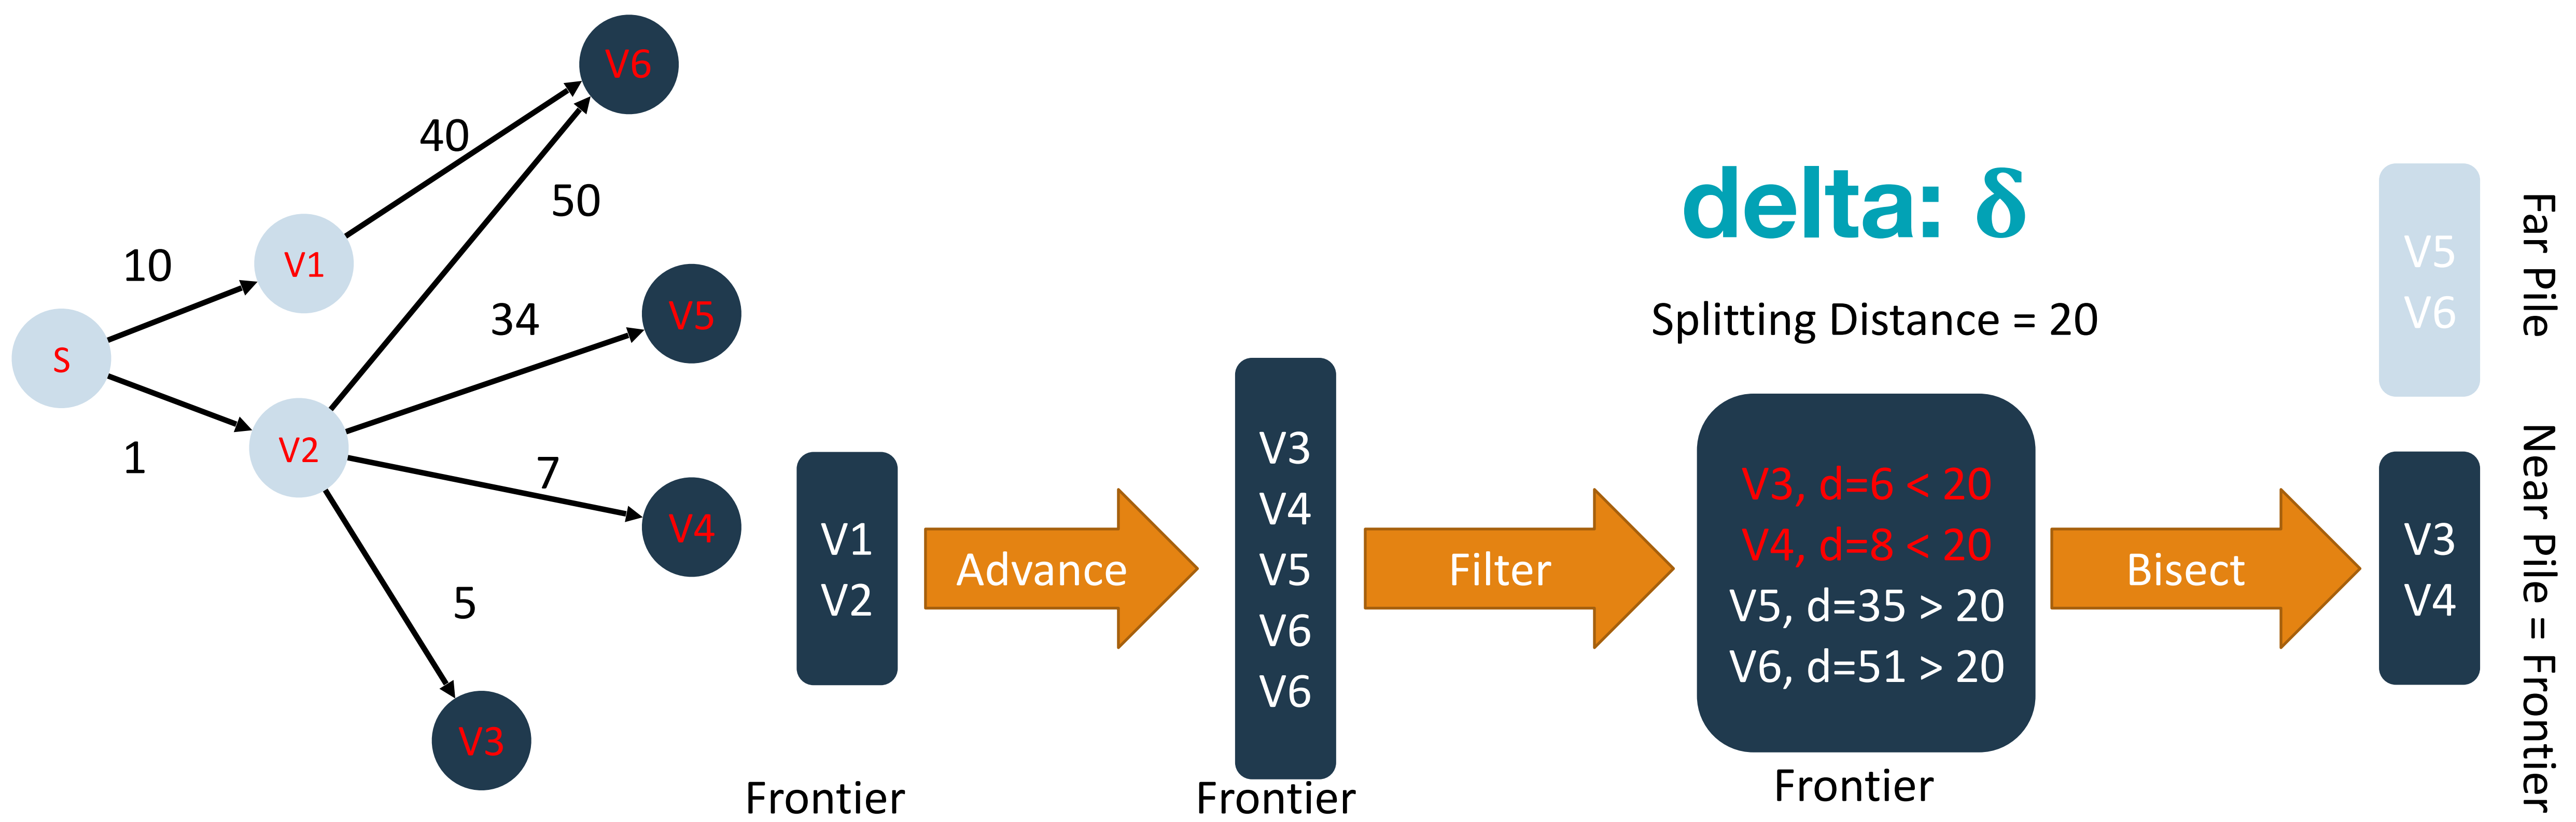 V6
40
50
10
V1
34
V5
S
V2
1
7
V4
5
V3
V1
V2
Frontier
Advance
V3
V4
V5
V6
V6
Frontier
Filter
delta: δ
Splitting Distance = 20
V3, d=6 < 20
V4, d=8 < 20
V5, d=35 > 20
V6, d=51 > 20
Frontier
Bisect
V5
V6
Far Pile
V3
V4
Near Pile = Frontier